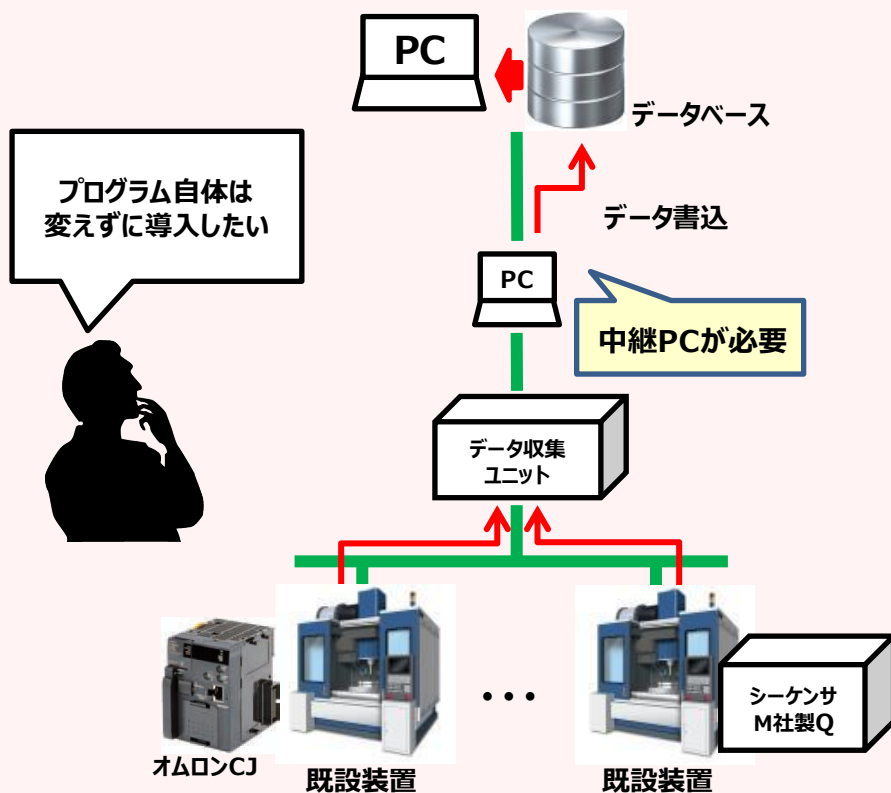 PC
データベース
プログラム自体は
変えずに導入したい
データ書込
PC
中継PCが必要
データ収集
ユニット
・・・
シーケンサ
M社製Q
オムロンCJ
既設装置
既設装置